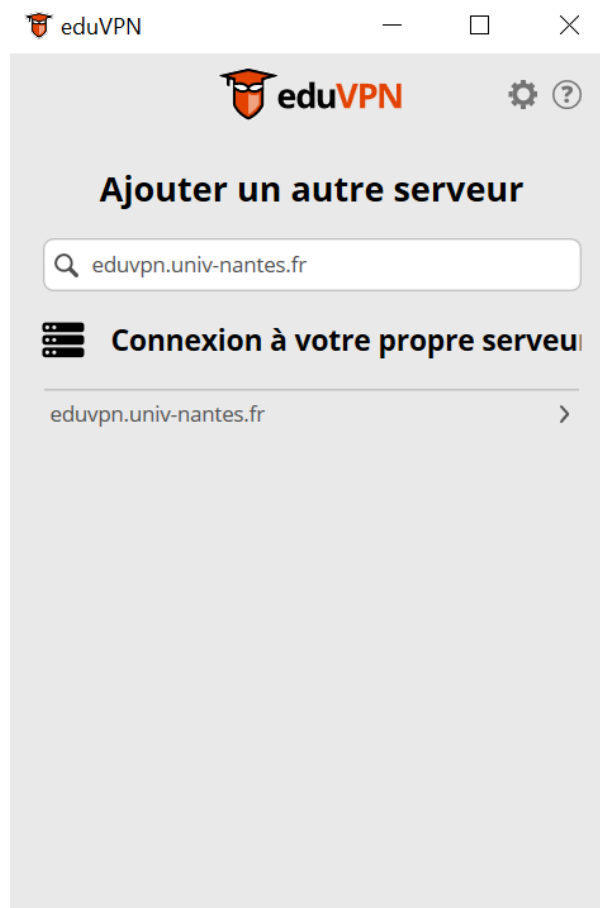 eduVPN
eduVPN
Ajouter un autre serveur
eduvpn.univ-nantes.fr
Connexion à votre propre serveu
eduvpn.univ-nantes.fr